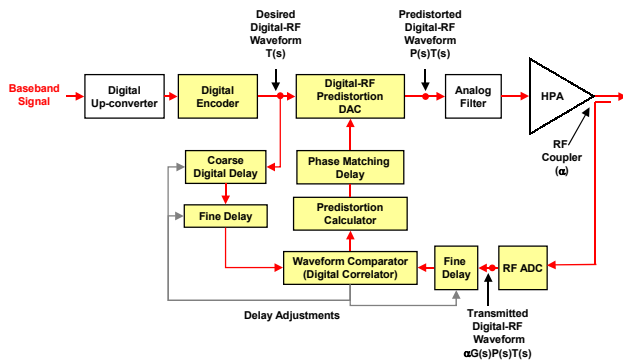 Desired
Digital-RF
Waveform
T(s)
Predistorted
Digital-RF
Waveform
P(s)T(s)
Baseband
Signal
Digital
Up-converter
Digital
Encoder
Digital-RF
Predistortion
DAC
Analog
Filter
HPA
RF
Coupler
(α)
Coarse
Digital Delay
Phase Matching
Delay
Fine Delay
Predistortion
Calculator
Waveform Comparator
(Digital Correlator)
Fine
Delay
RF ADC
Delay Adjustments
Transmitted
Digital-RF
Waveform
αG(s)P(s)T(s)